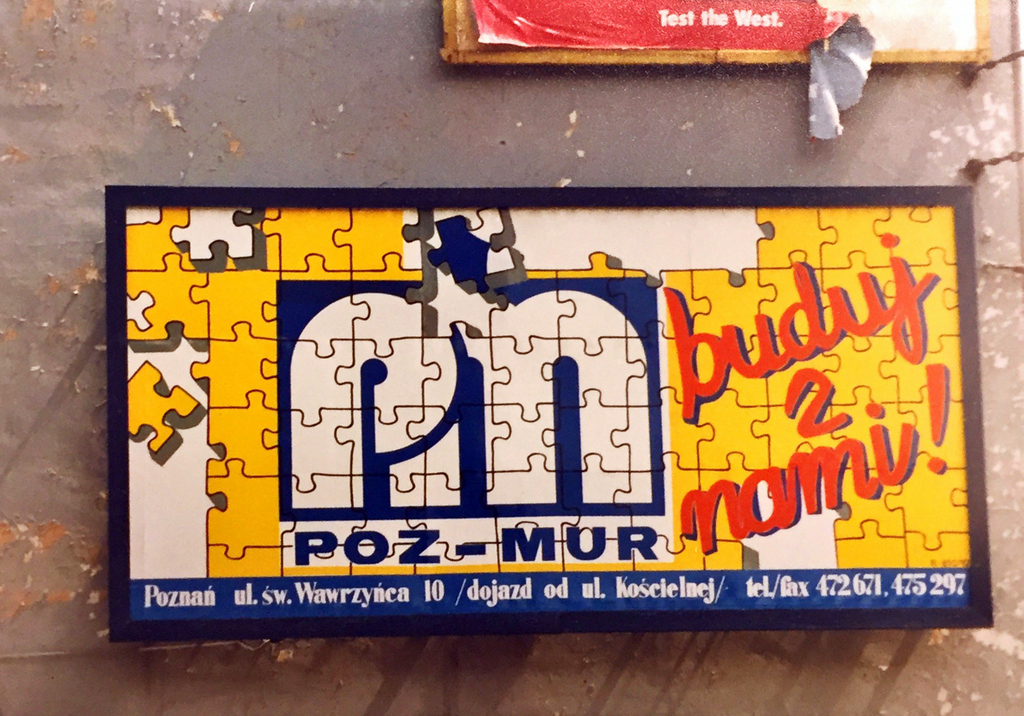 Test the West.
pm
buduj
z
nami!
POZ-MUR
Poznań ul. św. Wawrzyńca 10 /dojazd od ul. Kościelnej/ tel./fax 472 671, 475 297